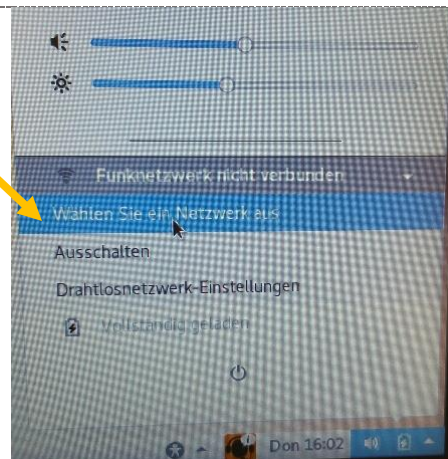 Funknetzwerk nicht verbunden
Wählen Sie ein Netzwerk aus
Ausschalten
Drahtlosnetzwerk-Einstellungen
Vollständig geladen
Don 16:02